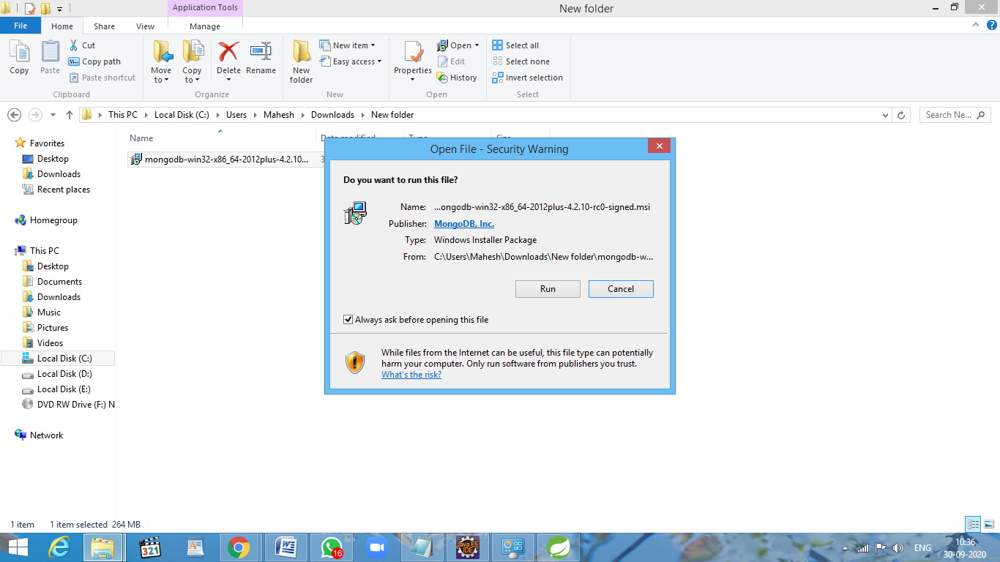 Application Tools
New folder
File
Home
Share
View
Manage
Copy
Paste
Cut
Copy path
Paste shortcut
Clipboard
Move to
Copy to
Delete
Rename
Organize
New folder
New item
Easy access
New
Properties
Open
Edit
History
Open
Select all
Select none
Invert selection
Select
This PC
Local Disk (C:)
Users
Mahesh
Downloads
New folder
Search Ne...
Favorites
Desktop
Downloads
Recent places
Homegroup
This PC
Desktop
Documents
Downloads
Music
Pictures
Videos
Local Disk (C:)
Local Disk (D:)
Local Disk (E:)
DVD RW Drive (F:) N
Network
Name
Date modified
Type
Size
mongodb-win32-x86_64-2012plus-4.2.10...
3
Open File - Security Warning
Do you want to run this file?
Name: ...ongodb-win32-x86_64-2012plus-4.2.10-rc0-signed.msi
Publisher: MongoDB, Inc.
Type: Windows Installer Package
From: C:\Users\Mahesh\Downloads\New folder\mongodb-w...
Run
Cancel
Always ask before opening this file
While files from the Internet can be useful, this file type can potentially
harm your computer. Only run software from publishers you trust.
What's the risk?
1 item
1 item selected 264 MB
321
16
Java EE
IDE
ENG
10:36
30-09-2020